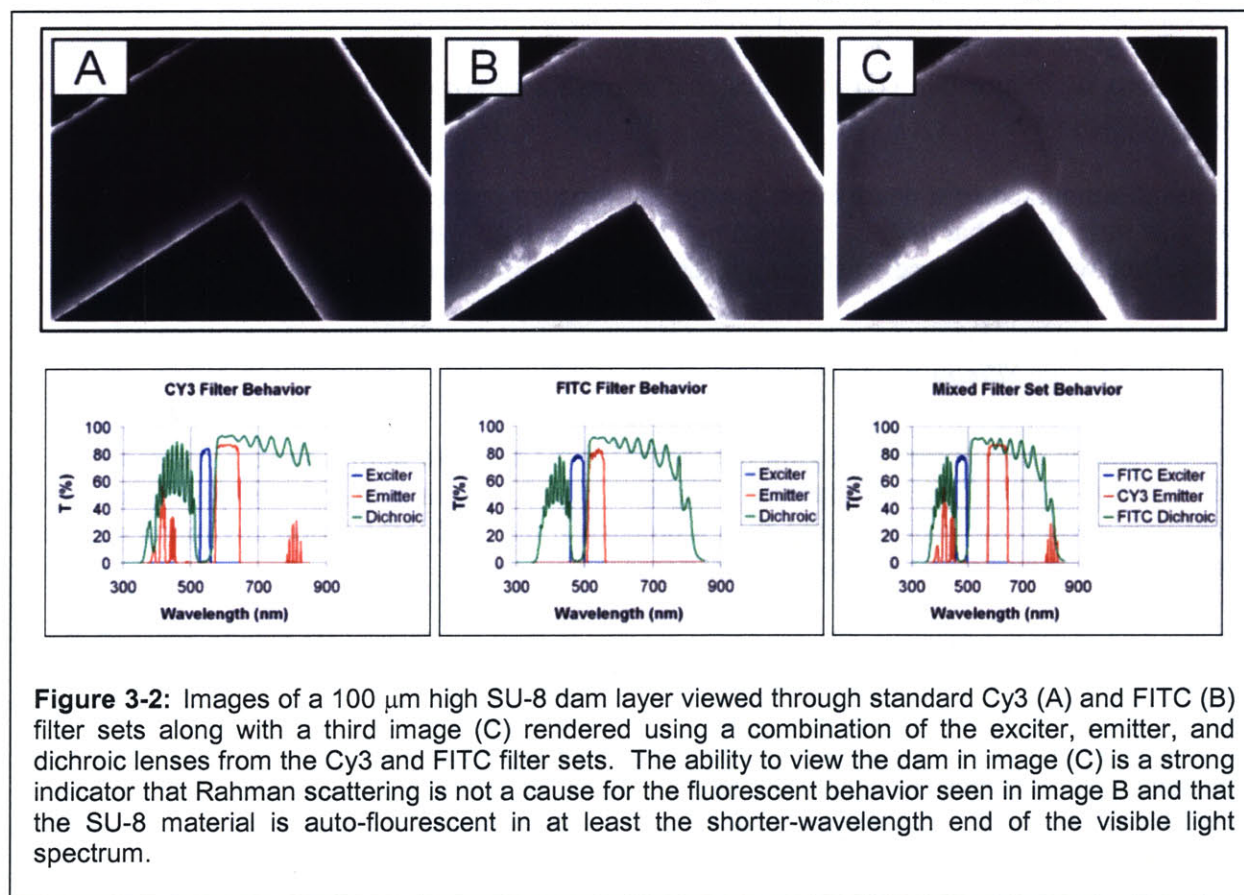 A
B
C
CY3 Filter Behavior
T(%)
100
80
60
40
20
0
300 500 700 900
Wavelength (nm)
Exciter
Emitter
Dichroic
FITC Filter Behavior
T(%)
100
80
60
40
20
0
300 500 700 900
Wavelength (nm)
Exciter
Emitter
Dichroic
Mixed Filter Set Behavior
T(%)
100
80
60
40
20
0
300 500 700 900
Wavelength (nm)
FITC Exciter
CY3 Emitter
FITC Dichroic
Figure 3-2: Images of a 100 μm high SU-8 dam layer viewed through standard Cy3 (A) and FITC (B)
filter sets along with a third image (C) rendered using a combination of the exciter, emitter, and
dichroic lenses from the Cy3 and FITC filter sets. The ability to view the dam in image (C) is a strong
indicator that Rahman scattering is not a cause for the fluorescent behavior seen in image B and that
the SU-8 material is auto-flourescent in at least the shorter-wavelength end of the visible light
spectrum.